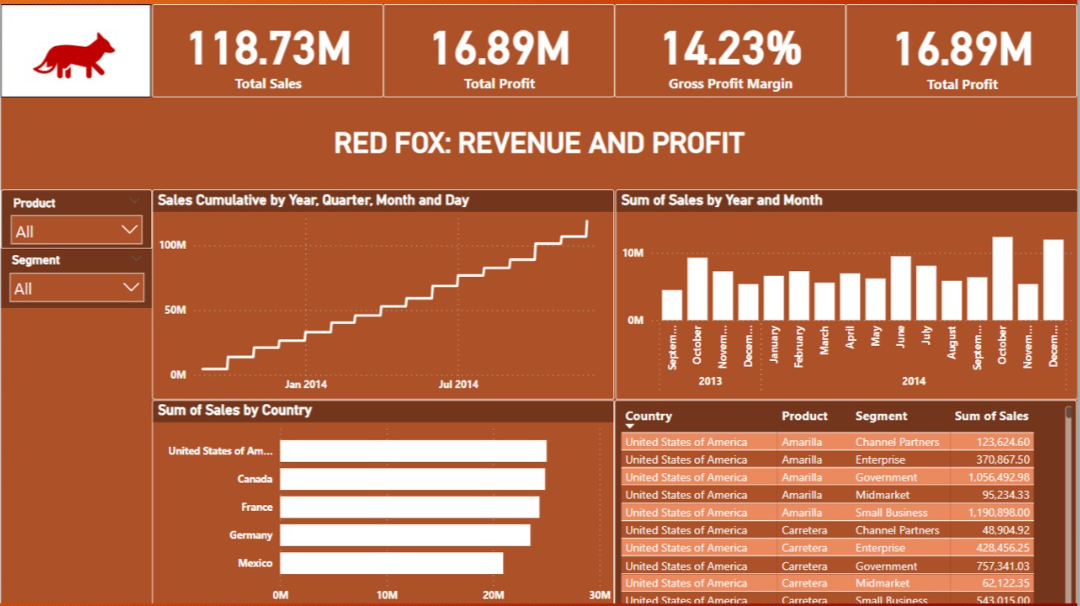 118.73M
Total Sales
16.89M
Total Profit
14.23%
Gross Profit Margin
16.89M
Total Profit
RED FOX: REVENUE AND PROFIT
Product
All
Segment
All
Sales Cumulative by Year, Quarter, Month and Day
100M
50M
0M
Jan 2014
Jul 2014
Sum of Sales by Year and Month
10M
0M
Septem...
October
Novem...
Decem...
January
February
March
April
May
June
July
August
Septem...
October
Novem...
Decem...
2013
2014
Sum of Sales by Country
United States of Am...
Canada
France
Germany
Mexico
0M
10M
20M
30M
Country Product Segment Sum of Sales
United States of America Amarilla Channel Partners 123,624.60
United States of America Amarilla Enterprise 370,867.50
United States of America Amarilla Government 1,056,492.98
United States of America Amarilla Midmarket 95,234.33
United States of America Amarilla Small Business 1,190,898.00
United States of America Carretera Channel Partners 48,904.92
United States of America Carretera Enterprise 428,456.25
United States of America Carretera Government 757,341.03
United States of America Carretera Midmarket 62,122.35
United States of America Carretera Small Business 543,015.00